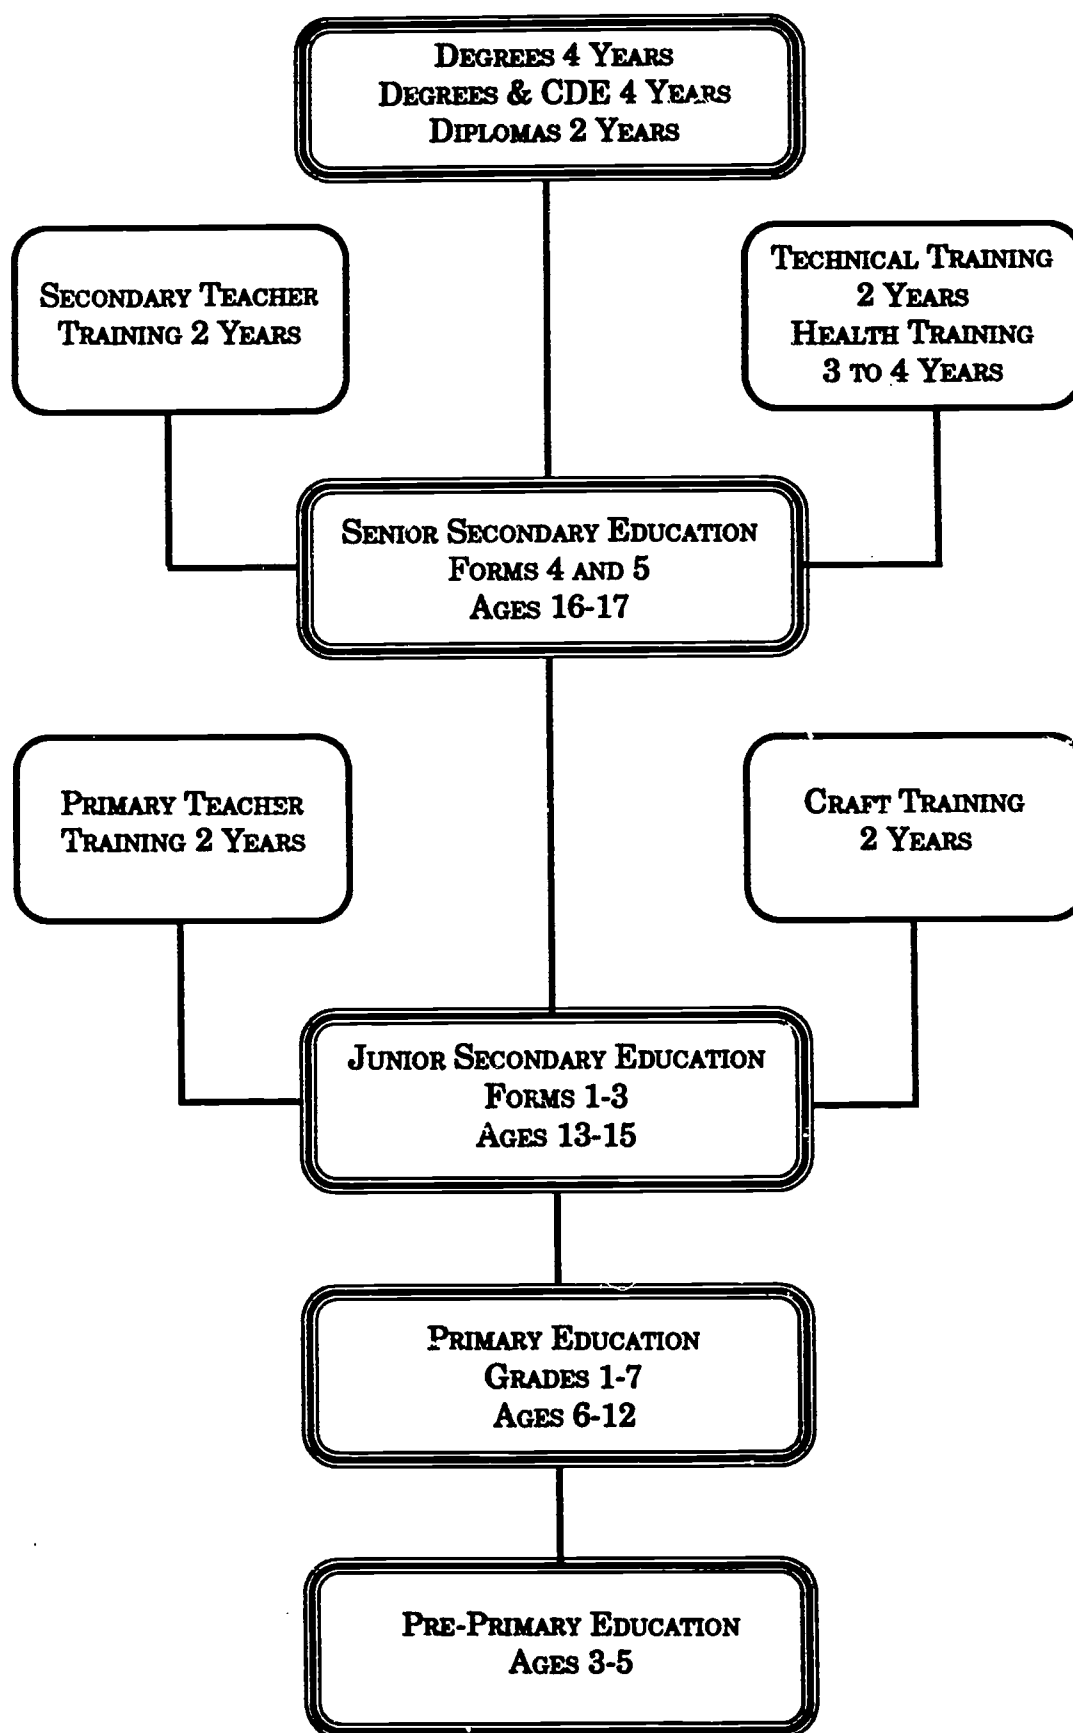 DEGREES 4 YEARS
DEGREES & CDE 4 YEARS
DIPLOMAS 2 YEARS
SECONDARY TEACHER
TRAINING 2 YEARS
TECHNICAL TRAINING
2 YEARS
HEALTH TRAINING
3 TO 4 YEARS
SENIOR SECONDARY EDUCATION
FORMS 4 AND 5
AGES 16-17
PRIMARY TEACHER
TRAINING 2 YEARS
CRAFT TRAINING
2 YEARS
JUNIOR SECONDARY EDUCATION
FORMS 1-3
AGES 13-15
PRIMARY EDUCATION
GRADES 1-7
AGES 6-12
PRE-PRIMARY EDUCATION
AGES 3-5